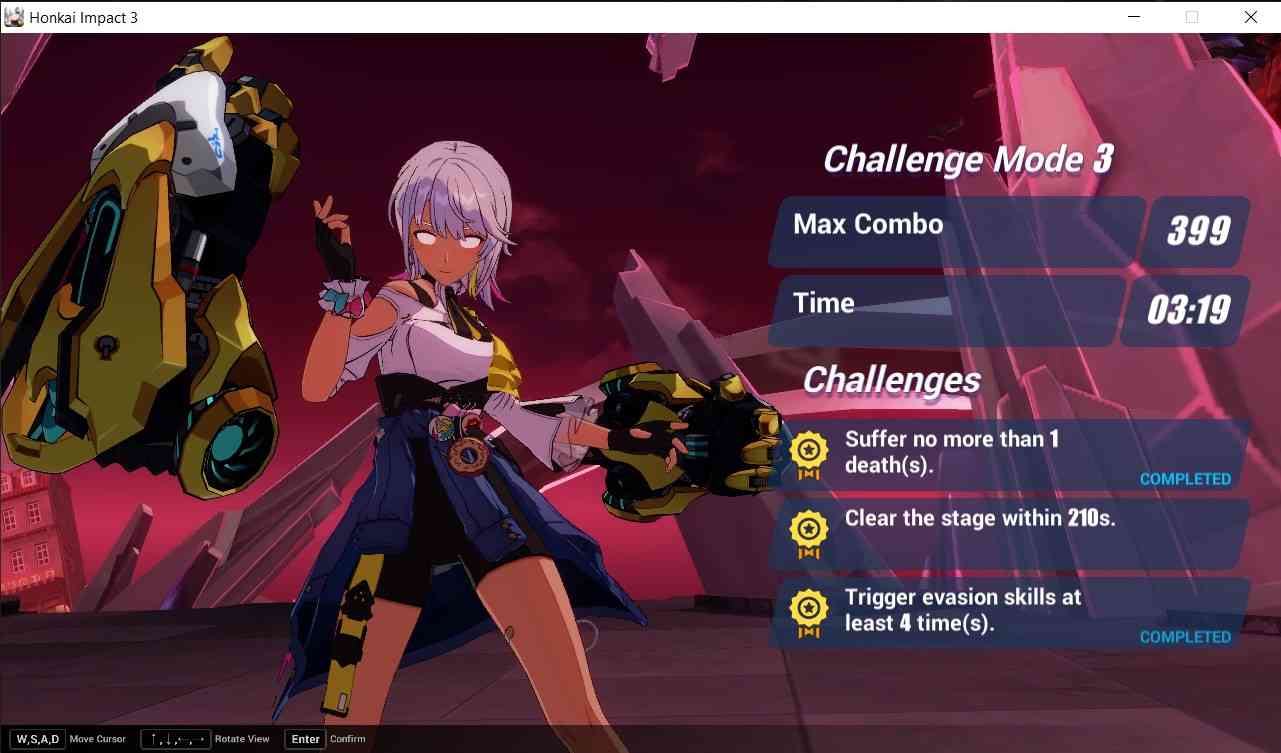 Honkai Impact 3
Challenge Mode 3
Max Combo
399
Time
03:19
Challenges
Suffer no more than 1
death(s).
COMPLETED
Clear the stage within 210s.
Trigger evasion skills at
least 4 time(s).
COMPLETED
W,S,A,D Move Cursor ↑,↓,←,→ Rotate View Enter Confirm